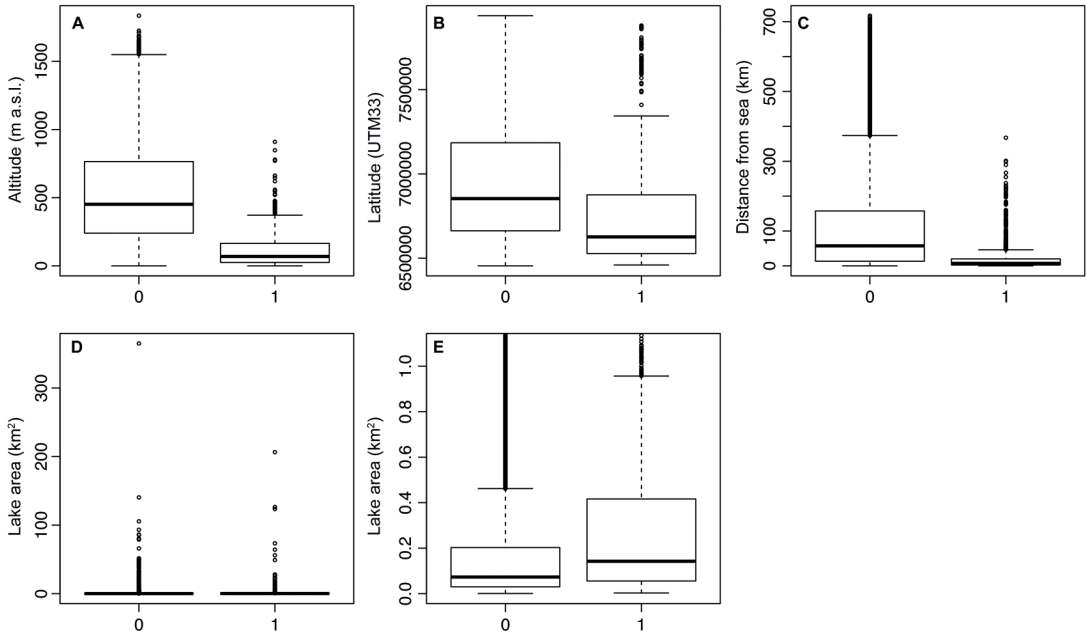 A
Altitude (m a.s.l.)
0
500
1000
1500
0 1
B
Latitude (UTM33)
6500000
7000000
7500000
0 1
C
Distance from sea (km)
0
100
300
500
700
0 1
D
Lake area (km²)
0
100
200
300
0 1
E
Lake area (km²)
0.0
0.2
0.4
0.6
0.8
1.0
0 1